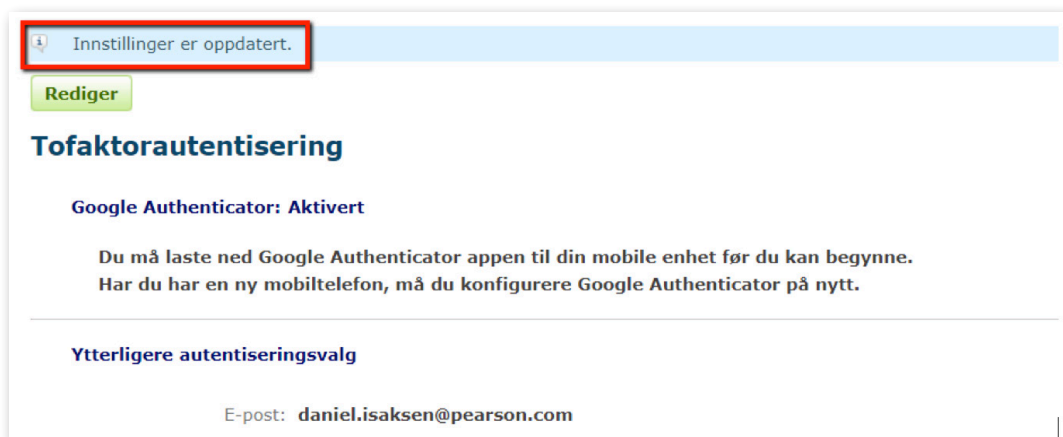 Innstillinger er oppdatert.
Rediger
Tofaktorautentisering
Google Authenticator: Aktivert
Du må laste ned Google Authenticator appen til din mobile enhet før du kan begynne.
Har du har en ny mobiltelefon, må du konfigurere Google Authenticator på nytt.
Ytterligere autentiseringsvalg
E-post: daniel.isaksen@pearson.com